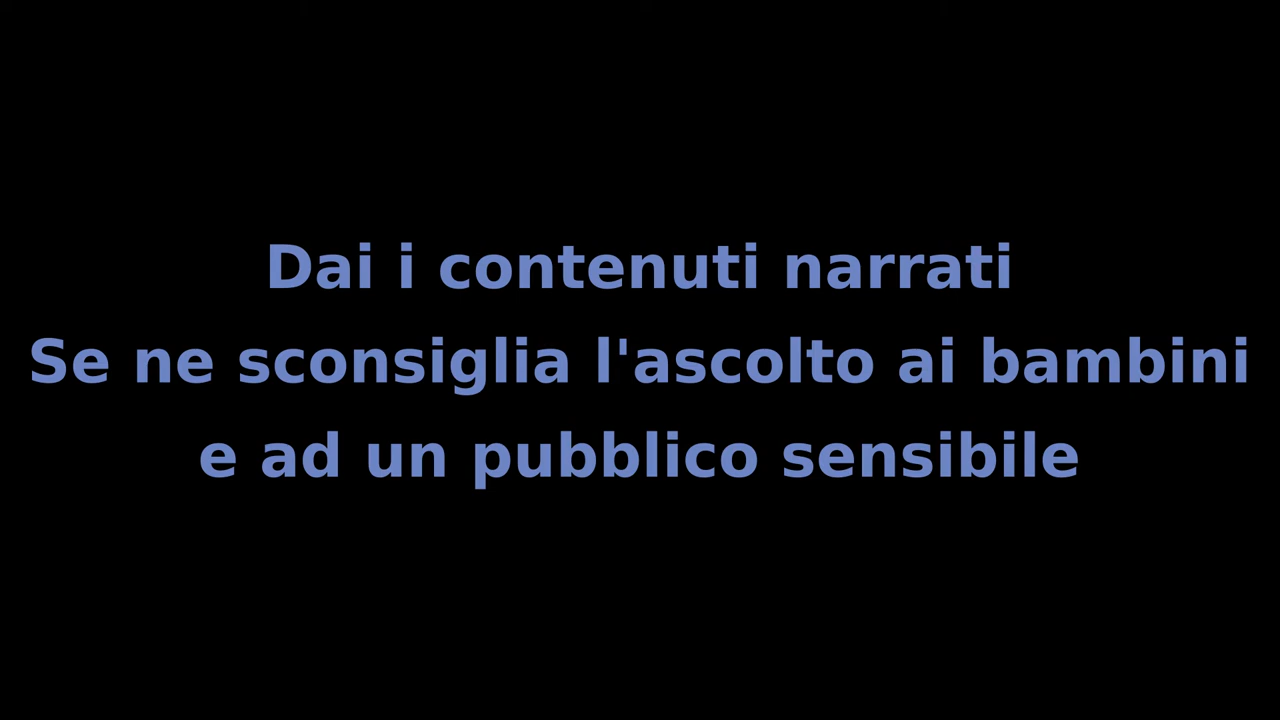 Dai i contenuti narrati
Se ne sconsiglia l'ascolto ai bambini
e ad un pubblico sensibile